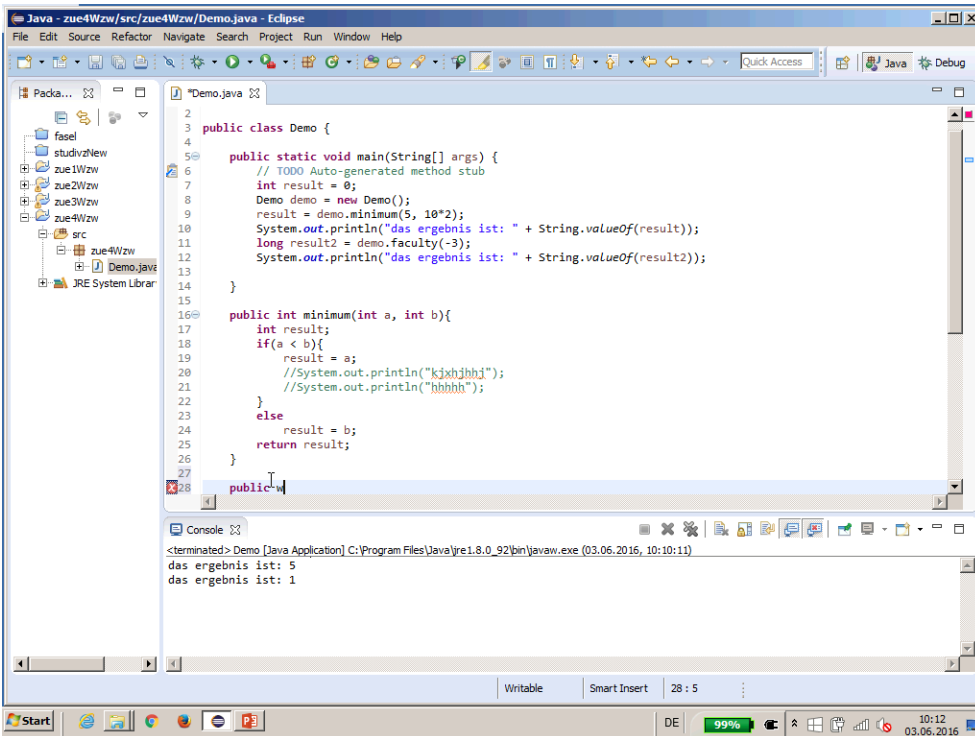 Java - zue4Wzw/src/zue4Wzw/Demo.java - Eclipse
File Edit Source Refactor Navigate Search Project Run Window Help
Quick Access Java Debug
Packa...
fasel
studivzNew
zue1Wzw
zue2Wzw
zue3Wzw
zue4Wzw
src
zue4Wzw
Demo.java
JRE System Librar
*Demo.java
2
3 public class Demo {
4
5 public static void main(String[] args) {
6 // TODO Auto-generated method stub
7 int result = 0;
8 Demo demo = new Demo();
9 result = demo.minimum(5, 10*2);
10 System.out.println("das ergebnis ist: " + String.valueOf(result));
11 long result2 = demo.faculty(-3);
12 System.out.println("das ergebnis ist: " + String.valueOf(result2));
13
14 }
15
16 public int minimum(int a, int b){
17 int result;
18 if(a < b){
19 result = a;
20 //System.out.println("kjxhjhhj");
21 //System.out.println("hhhhh");
22 }
23 else
24 result = b;
25 return result;
26 }
27
28 public w
Console
<terminated> Demo [Java Application] C:\Program Files\Java\jre1.8.0_92\bin\javaw.exe (03.06.2016, 10:10:11)
das ergebnis ist: 5
das ergebnis ist: 1
Writable Smart Insert 28 : 5
Start DE 99% 10:12
03.06.2016